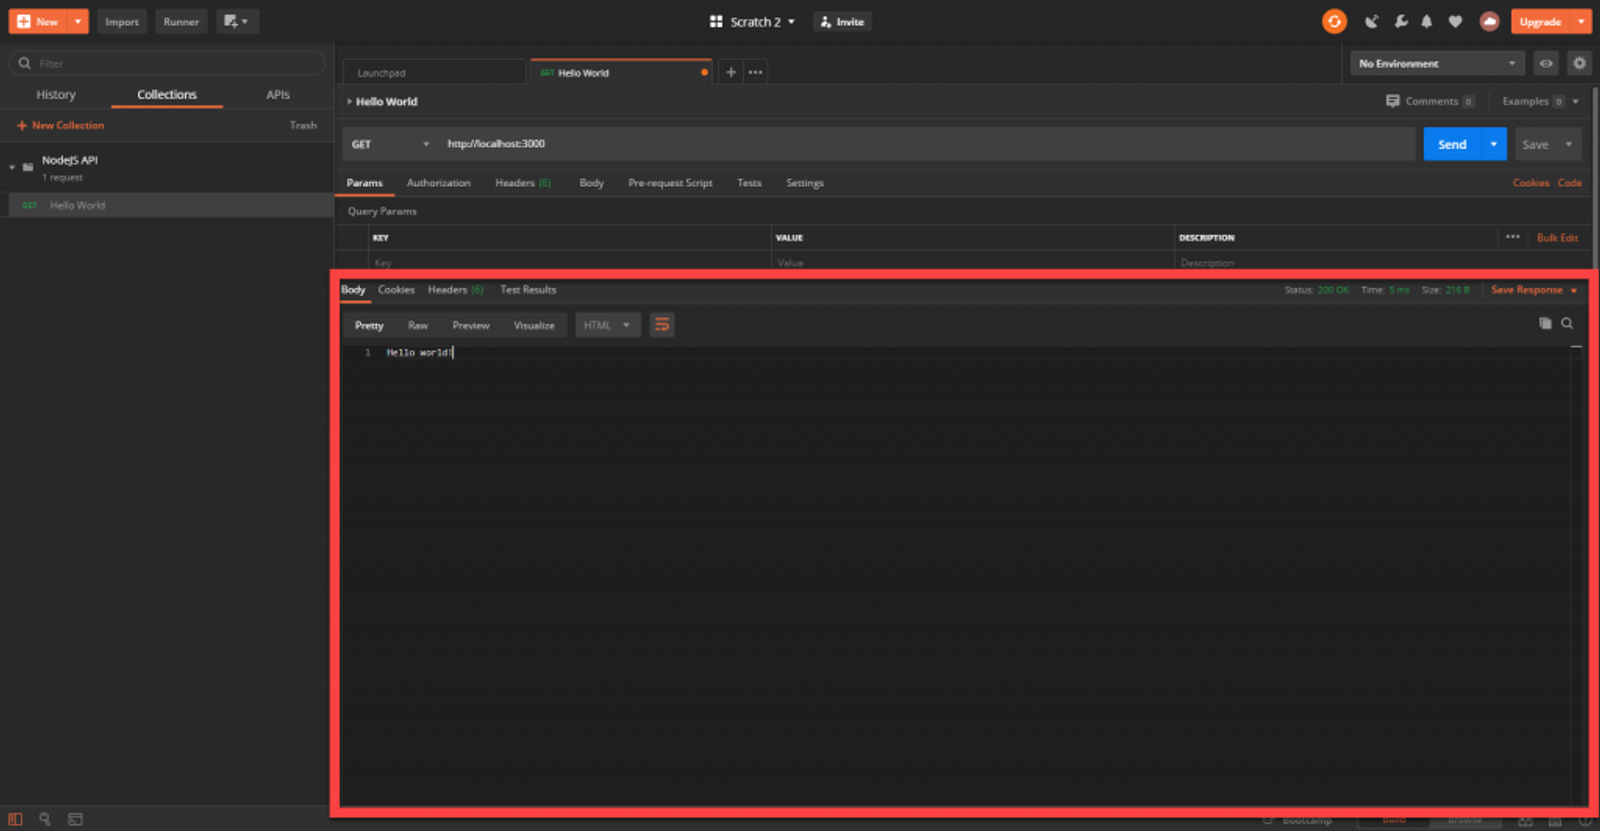 New Import Runner Scratch 2 Invite Upgrade
Filter
Launchpad GET Hello World No Environment
History Collections APIs
Hello World Comments 0 Examples 0
New Collection Trash
GET http://localhost:3000 Send Save
NodeJS API
1 request
Params Authorization Headers (6) Body Pre-request Script Tests Settings Cookies Code
GET Hello World
Query Params
KEY VALUE DESCRIPTION Bulk Edit
Key Value Description
Body Cookies Headers (6) Test Results Status: 200 OK Time: 5 ms Size: 216 B Save Response
Pretty Raw Preview Visualize HTML
1 Hello world!
Bootcamp Build Browse